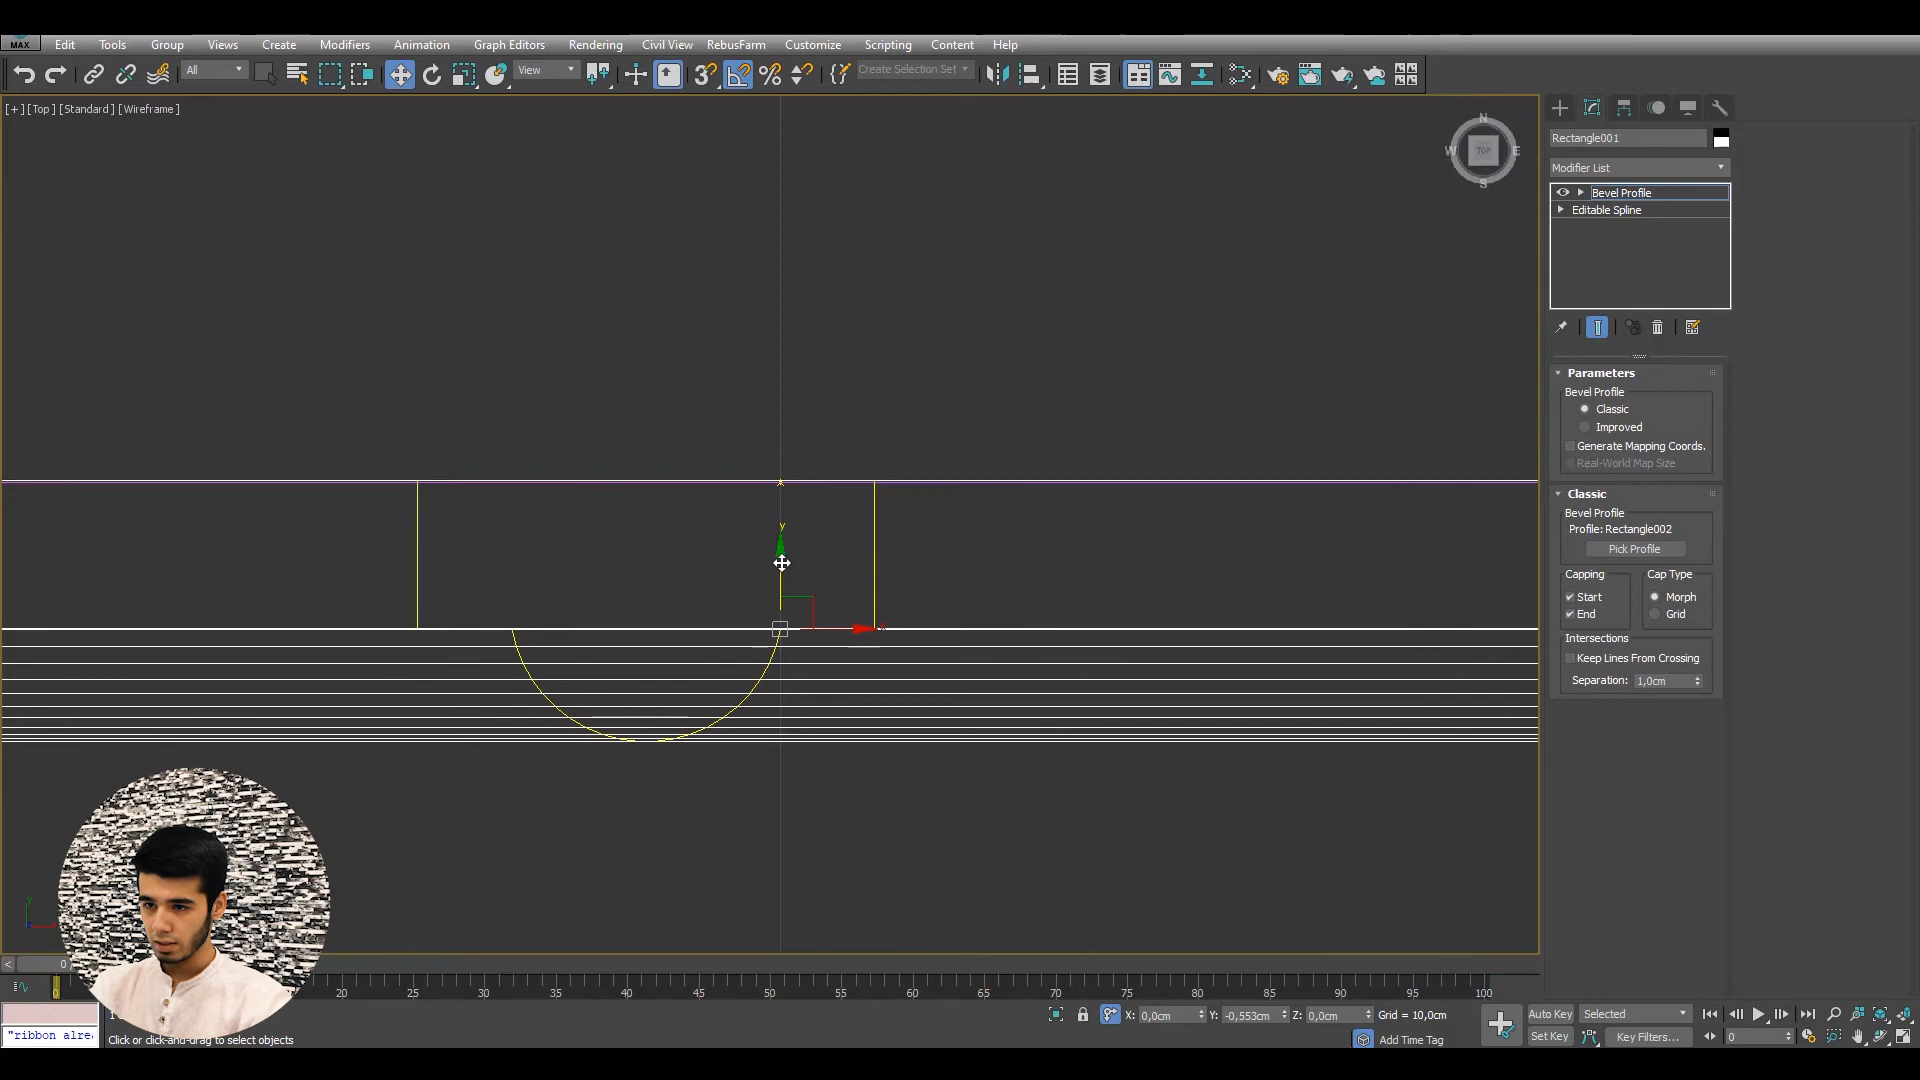 MAX Edit Tools Group Views Create Modifiers Animation Graph Editors Rendering Civil View RebusFarm Customize Scripting Content Help
All View Create Selection Set
[+] [Top] [Standard] [Wireframe]
N
W TOP E
S
Rectangle001
Modifier List
Bevel Profile
Editable Spline
Parameters
Bevel Profile
Classic
Improved
Generate Mapping Coords.
Real-World Map Size
Classic
Bevel Profile
Profile: Rectangle002
Pick Profile
Capping Cap Type
Start Morph
End Grid
Intersections
Keep Lines From Crossing
Separation: 1,0cm
y
x
y
< 0
0 20 25 30 35 40 45 50 55 60 65 70 75 80 85 90 95 100
X: 0,0cm Y: -0,553cm Z: 0,0cm Grid = 10,0cm Auto Key Selected
"ribbon alre Click or click-and-drag to select objects Add Time Tag Set Key Key Filters... 0